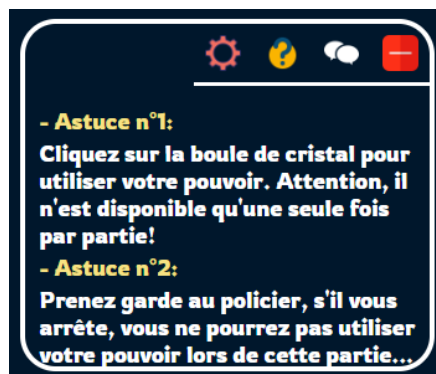 - Astuce n°1:
Cliquez sur la boule de cristal pour
utiliser votre pouvoir. Attention, il
n'est disponible qu'une seule fois
par partie!
- Astuce n°2:
Prenez garde au policier, s'il vous
arrête, vous ne pourrez pas utiliser
votre pouvoir lors de cette partie...